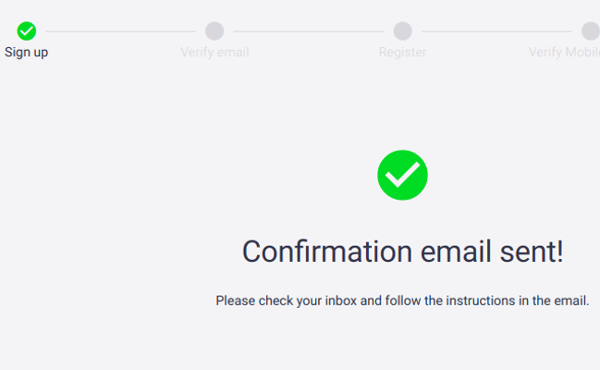 Sign up
Verify email
Register
Verify Mobile
Confirmation email sent!
Please check your inbox and follow the instructions in the email.